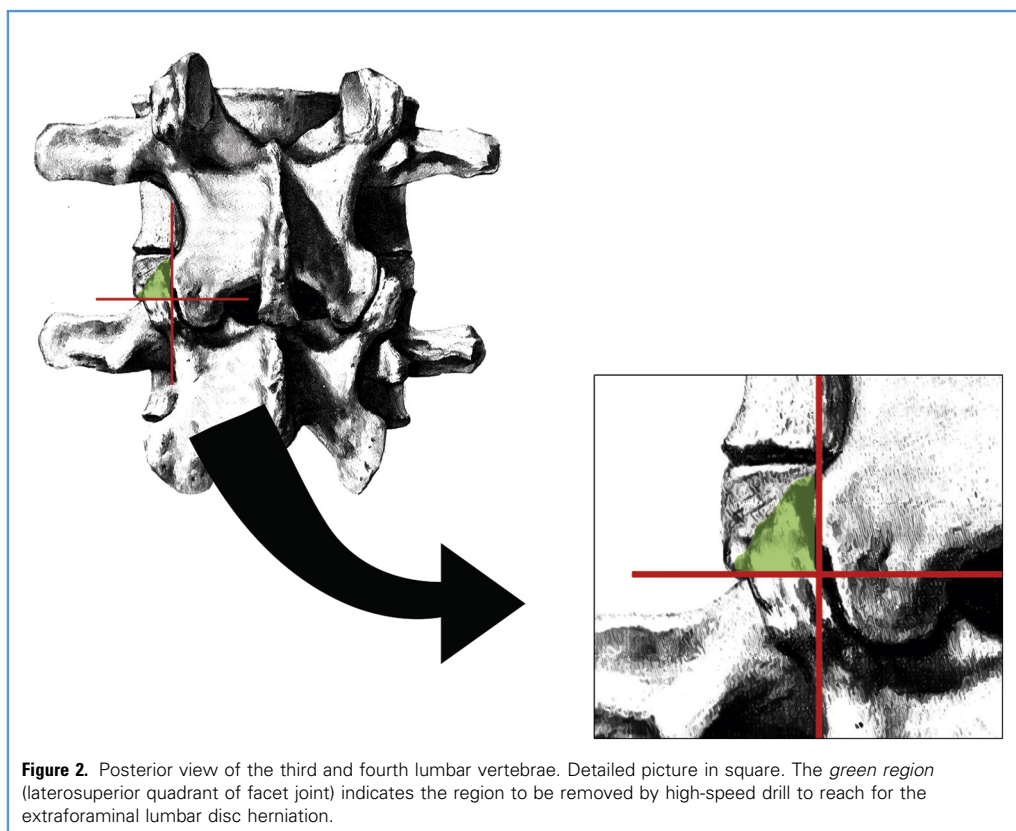 Figure 2. Posterior view of the third and fourth lumbar vertebrae. Detailed picture in square. The green region
(laterosuperior quadrant of facet joint) indicates the region to be removed by high-speed drill to reach for the
extraforaminal lumbar disc herniation.